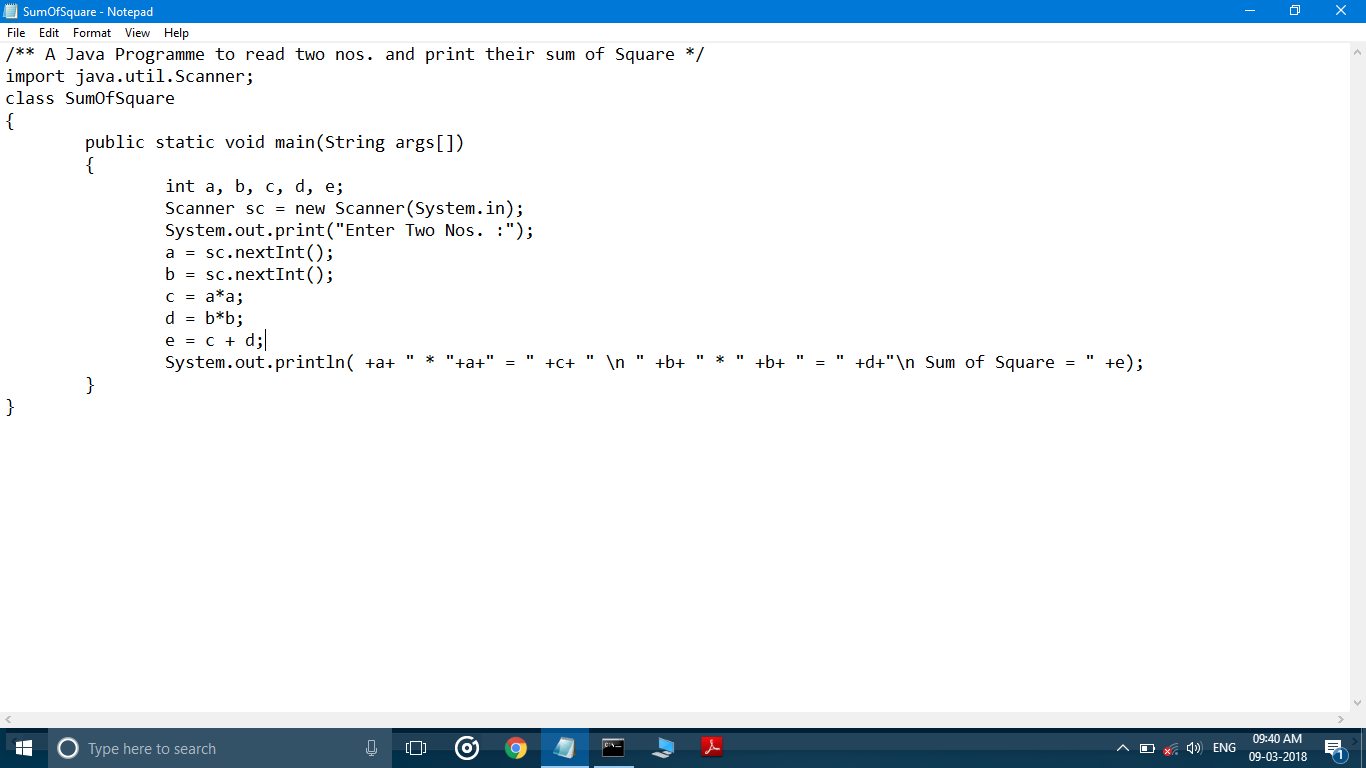 SumOfSquare - Notepad
File Edit Format View Help
/** A Java Programme to read two nos. and print their sum of Square */
import java.util.Scanner;
class SumOfSquare
{
        public static void main(String args[])
        {
                int a, b, c, d, e;
                Scanner sc = new Scanner(System.in);
                System.out.print("Enter Two Nos. :");
                a = sc.nextInt();
                b = sc.nextInt();
                c = a*a;
                d = b*b;
                e = c + d;
                System.out.println( +a+ " * "+a+" = " +c+ " \n " +b+ " * " +b+ " = " +d+"\n Sum of Square = " +e);
        }
}
Type here to search
ENG
09:40 AM
09-03-2018
1